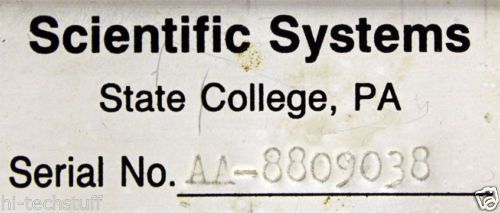 Scientific Systems
State College, PA
Serial No. AA-8809038
hi-techstuff